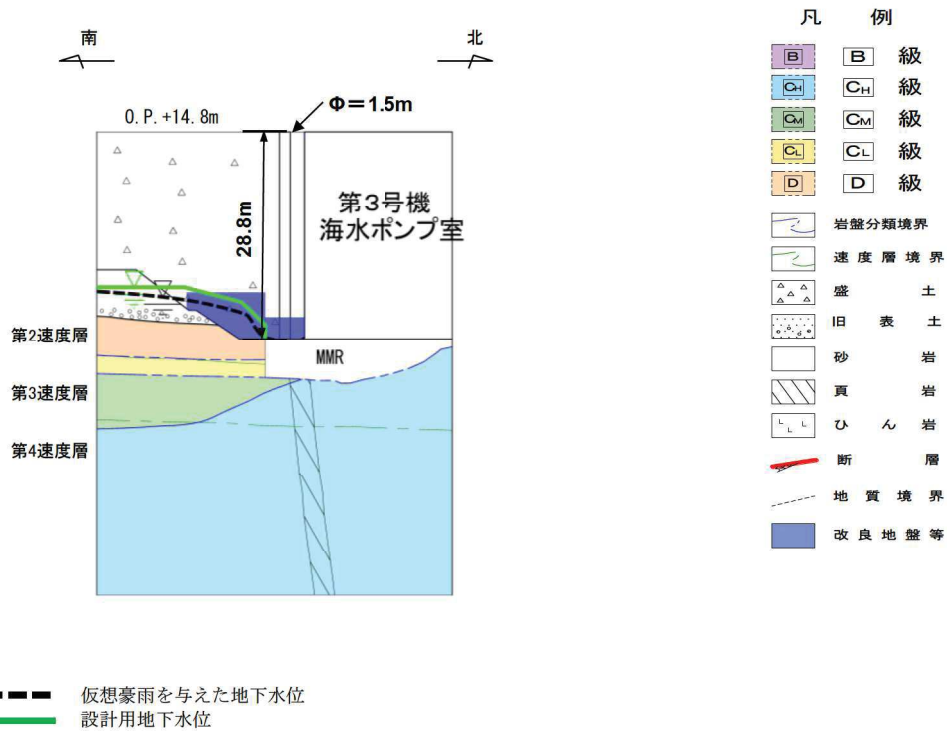 南
北
O.P.+14.8m
Φ＝1.5m
28.8m
第3号機
海水ポンプ室
MMR
第2速度層
第3速度層
第4速度層
凡 例
B B 級
CH CH 級
CM CM 級
CL CL 級
D D 級
岩盤分類境界
速度層境界
盛土
旧表土
砂岩
頁岩
ひん岩
断層
地質境界
改良地盤等
仮想豪雨を与えた地下水位
設計用地下水位